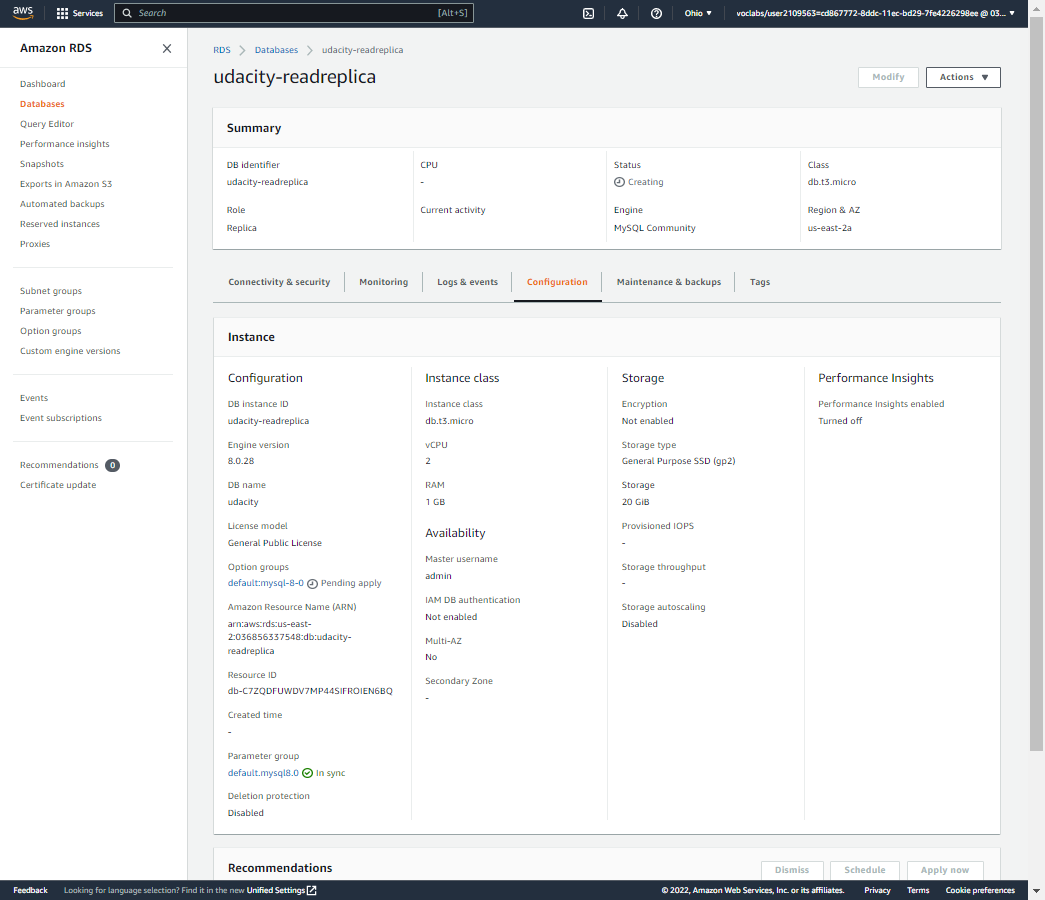 aws
Services
Search
[Alt+S]
Ohio ▼
voclabs/user2109563=cd867772-8ddc-11ec-bd29-7fe4226298ee @ 03... ▼
Amazon RDS
Dashboard
Databases
Query Editor
Performance insights
Snapshots
Exports in Amazon S3
Automated backups
Reserved instances
Proxies
Subnet groups
Parameter groups
Option groups
Custom engine versions
Events
Event subscriptions
Recommendations 0
Certificate update
RDS > Databases > udacity-readreplica
udacity-readreplica
Modify
Actions ▼
Summary
DB identifier
udacity-readreplica
CPU
-
Status
Creating
Class
db.t3.micro
Role
Replica
Current activity
Engine
MySQL Community
Region & AZ
us-east-2a
Connectivity & security
Monitoring
Logs & events
Configuration
Maintenance & backups
Tags
Instance
Configuration
DB instance ID
udacity-readreplica
Engine version
8.0.28
DB name
udacity
License model
General Public License
Option groups
default:mysql-8-0 Pending apply
Amazon Resource Name (ARN)
arn:aws:rds:us-east-
2:036856337548:db:udacity-
readreplica
Resource ID
db-C7ZQDFUWDV7MP44SIFROIEN6BQ
Created time
-
Parameter group
default.mysql8.0 In sync
Deletion protection
Disabled
Instance class
Instance class
db.t3.micro
vCPU
2
RAM
1 GB
Availability
Master username
admin
IAM DB authentication
Not enabled
Multi-AZ
No
Secondary Zone
-
Storage
Encryption
Not enabled
Storage type
General Purpose SSD (gp2)
Storage
20 GiB
Provisioned IOPS
-
Storage throughput
-
Storage autoscaling
Disabled
Performance Insights
Performance Insights enabled
Turned off
Recommendations
Dismiss
Schedule
Apply now
Feedback
Looking for language selection? Find it in the new Unified Settings
© 2022, Amazon Web Services, Inc. or its affiliates.
Privacy
Terms
Cookie preferences